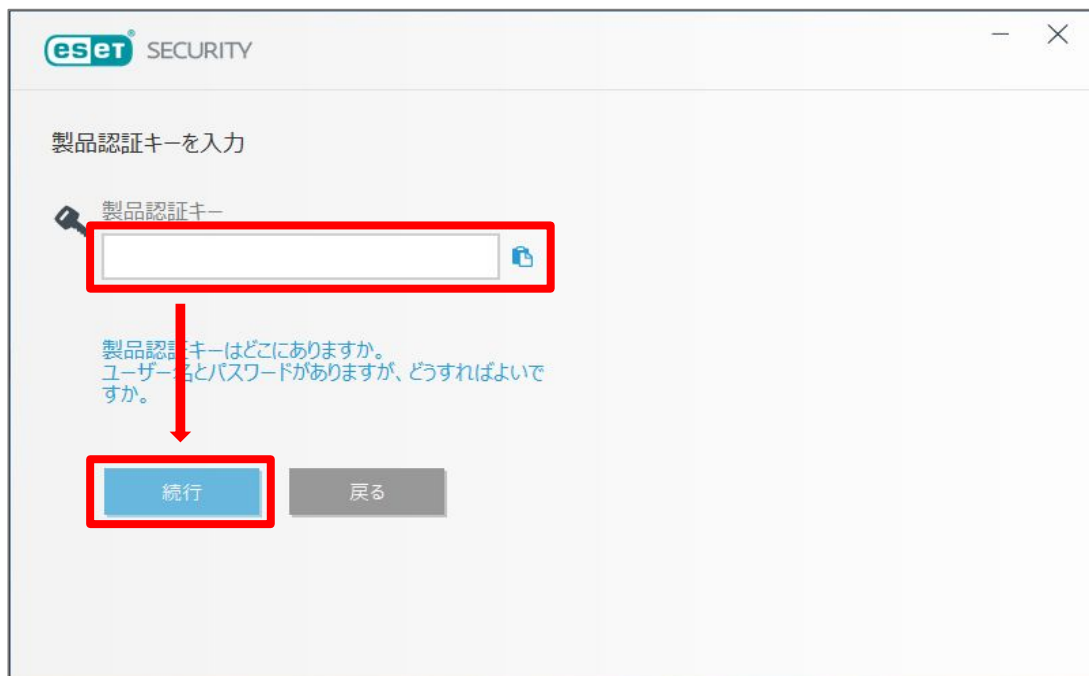 eseT® SECURITY
製品認証キーを入力
製品認証キー
製品認証キーはどこにありますか。
ユーザー名とパスワードがありますが、どうすればよいで
すか。
続行
戻る